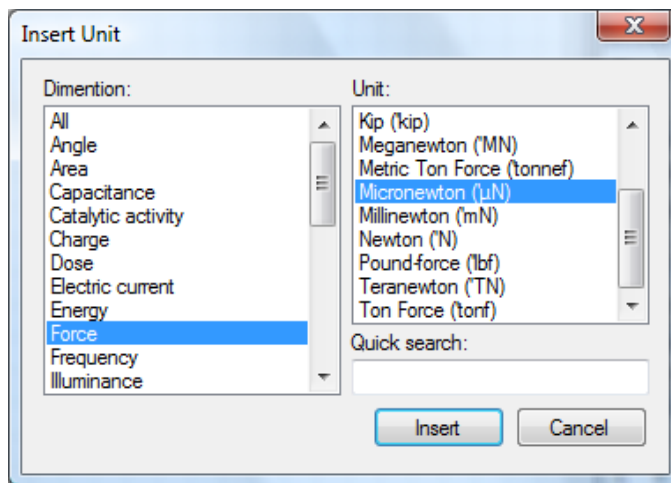 Insert Unit
Dimention:
All
Angle
Area
Capacitance
Catalytic activity
Charge
Dose
Electric current
Energy
Force
Frequency
Illuminance
Unit:
Kip ('kip)
Meganewton ('MN)
Metric Ton Force ('tonnef)
Micronewton ('µN)
Millinewton ('mN)
Newton ('N)
Pound-force ('lbf)
Teranewton ('TN)
Ton Force ('tonf)
Quick search:
Insert
Cancel